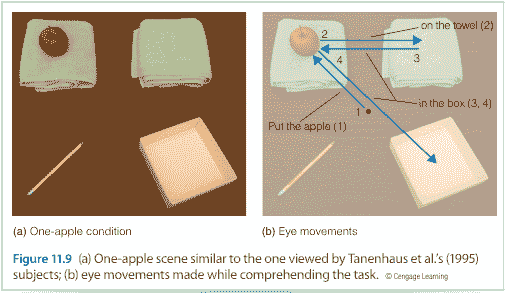 on the towel (2)
2
4
3
1
in the box (3, 4)
Put the apple (1)
(a) One-apple condition
(b) Eye movements
Figure 11.9 (a) One-apple scene similar to the one viewed by Tanenhaus et al.'s (1995)
subjects; (b) eye movements made while comprehending the task. © Cengage Learning